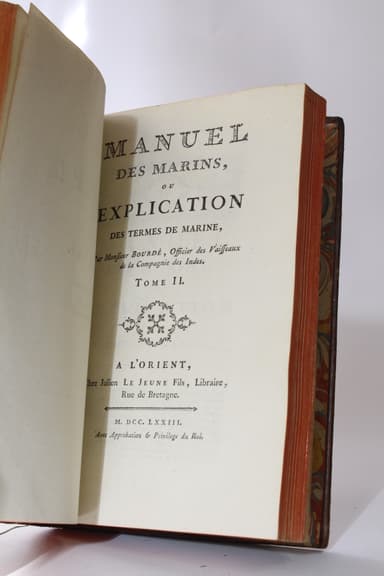 MANUEL
DES MARINS,
OU
EXPLICATION
DES TERMES DE MARINE,
Par Monsieur BOURDÉ, Officier des Vaisseaux
de la Compagnie des Indes.
TOME II.
A L'ORIENT,
Chez Julien LE JEUNE Fils, Libraire,
Rue de Bretagne.
M. DCC. LXXIII.
Avec Approbation & Privilege du Roi.